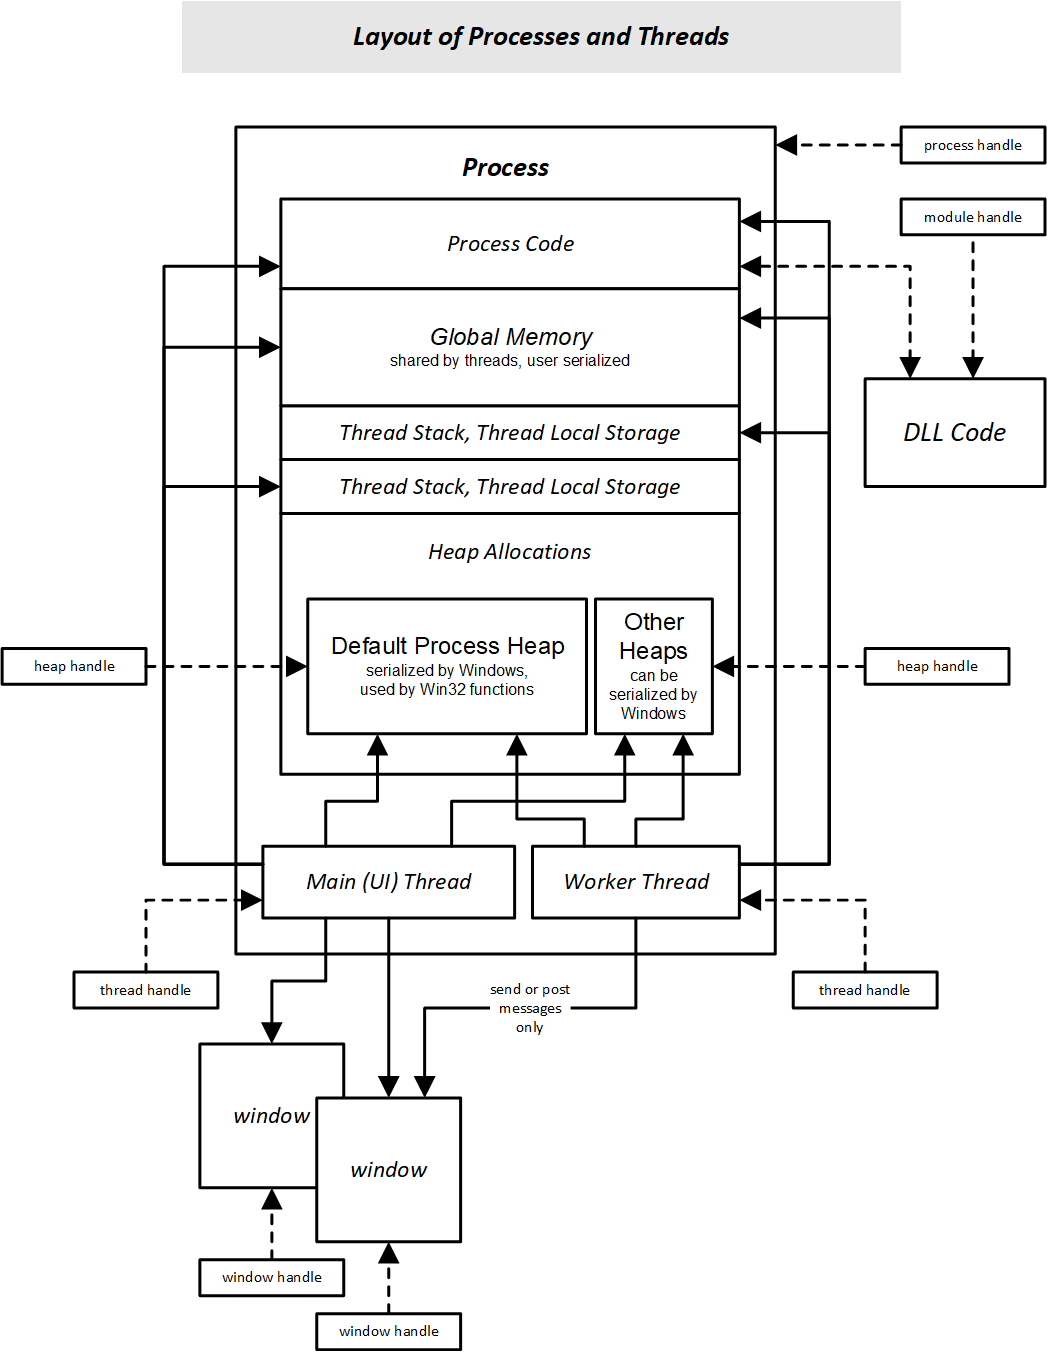 Layout of Processes and Threads
process handle
Process
module handle
Process Code
Global Memory
shared by threads, user serialized
Thread Stack, Thread Local Storage
DLL Code
Thread Stack, Thread Local Storage
Heap Allocations
Default Process Heap
serialized by Windows,
used by Win32 functions
Other
Heaps
can be
serialized by
Windows
heap handle
heap handle
Main (UI) Thread
Worker Thread
thread handle
send or post
messages
only
thread handle
window
window
window handle
window handle